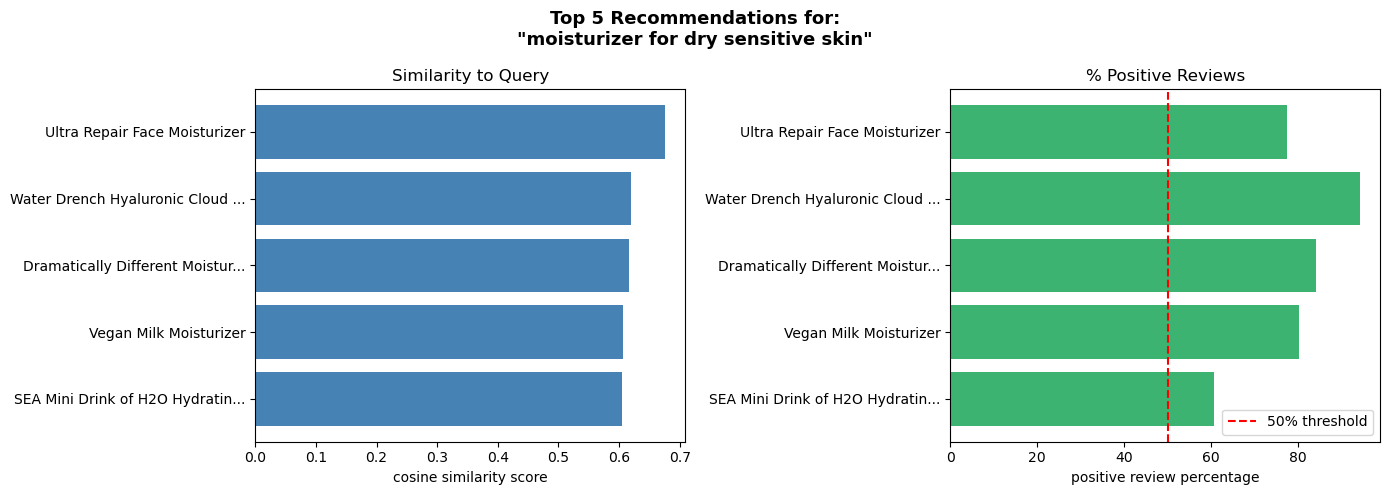 Top 5 Recommendations for:
"moisturizer for dry sensitive skin"
Similarity to Query
Ultra Repair Face Moisturizer
Water Drench Hyaluronic Cloud ...
Dramatically Different Moistur...
Vegan Milk Moisturizer
SEA Mini Drink of H2O Hydratin...
0.0 0.1 0.2 0.3 0.4 0.5 0.6 0.7
cosine similarity score
% Positive Reviews
Ultra Repair Face Moisturizer
Water Drench Hyaluronic Cloud ...
Dramatically Different Moistur...
Vegan Milk Moisturizer
SEA Mini Drink of H2O Hydratin...
50% threshold
0 20 40 60 80
positive review percentage